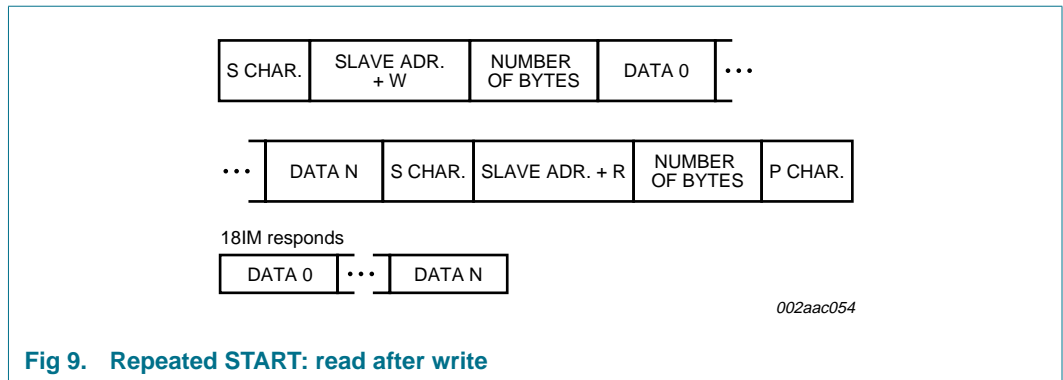 S CHAR. SLAVE ADR. + W NUMBER OF BYTES DATA 0 •••
••• DATA N S CHAR. SLAVE ADR. + R NUMBER OF BYTES P CHAR.
18IM responds
DATA 0 ••• DATA N
002aac054
Fig 9. Repeated START: read after write